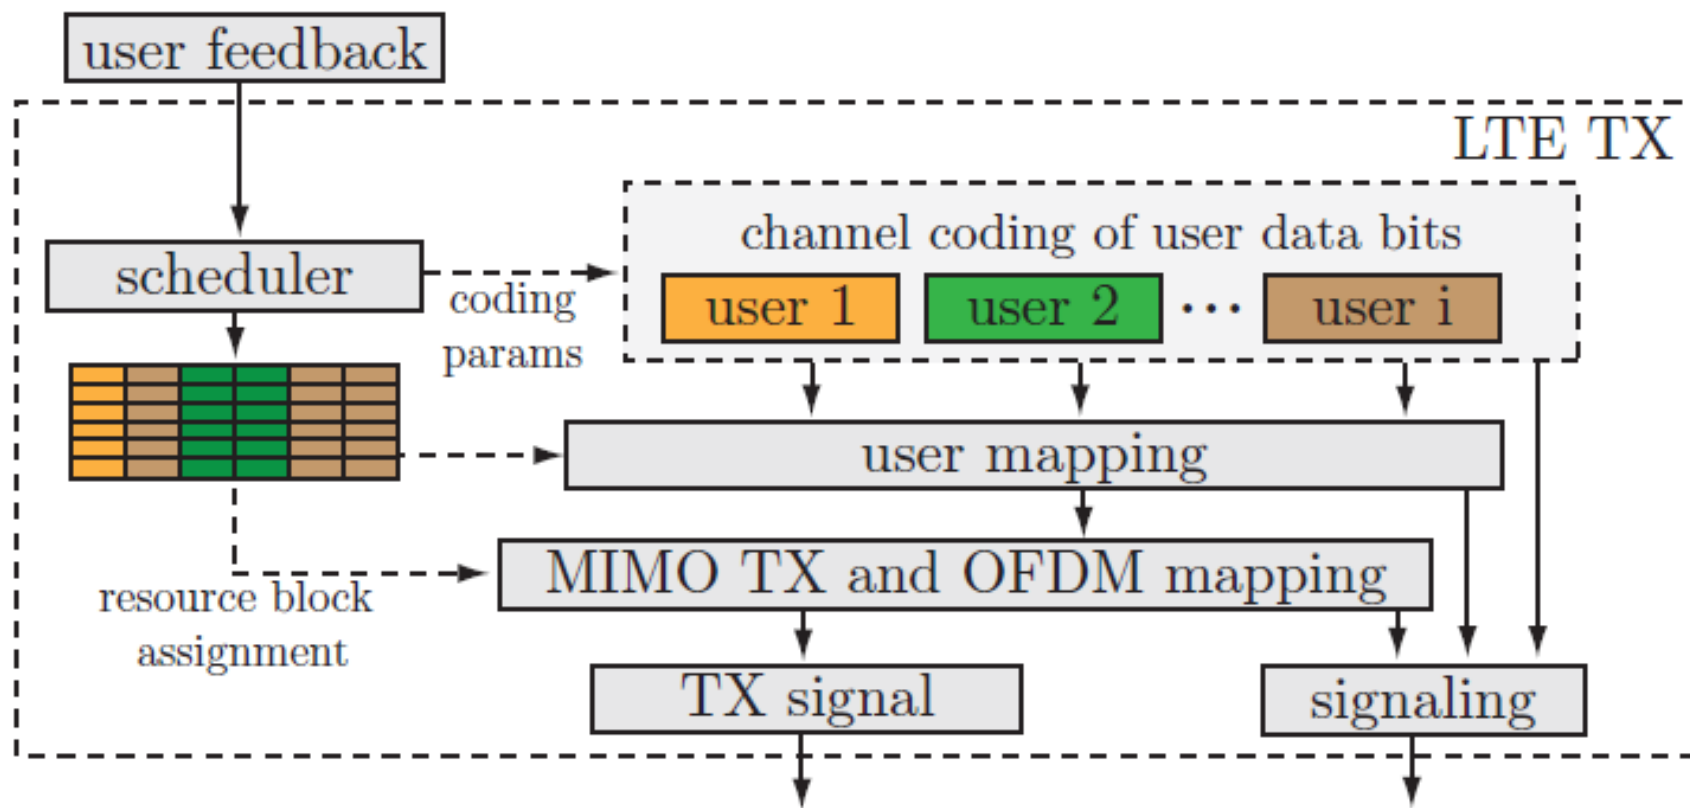 user feedback
LTE TX
channel coding of user data bits
scheduler
coding
params
user 1
user 2
...
user i
user mapping
MIMO TX and OFDM mapping
resource block
assignment
TX signal
signaling